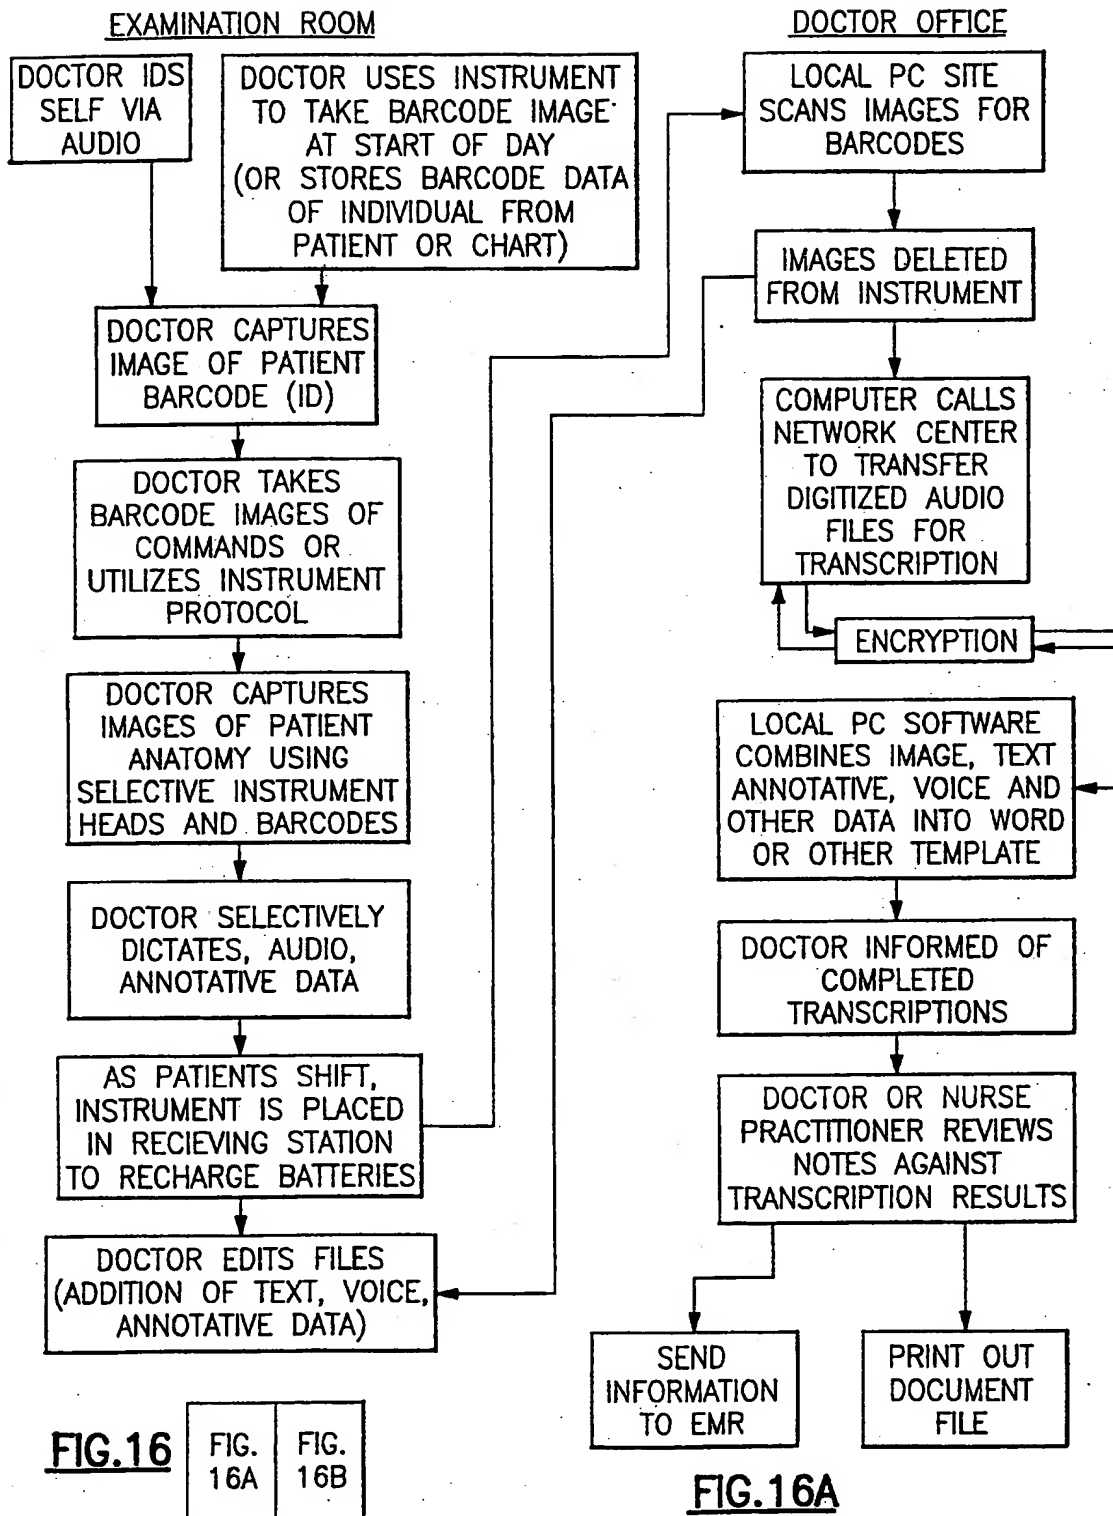 EXAMINATION ROOM
DOCTOR IDS
SELF VIA
AUDIO
DOCTOR USES INSTRUMENT
TO TAKE BARCODE IMAGE
AT START OF DAY
(OR STORES BARCODE DATA
OF INDIVIDUAL FROM
PATIENT OR CHART)
DOCTOR CAPTURES
IMAGE OF PATIENT
BARCODE (ID)
DOCTOR TAKES
BARCODE IMAGES OF
COMMANDS OR
UTILIZES INSTRUMENT
PROTOCOL
DOCTOR CAPTURES
IMAGES OF PATIENT
ANATOMY USING
SELECTIVE INSTRUMENT
HEADS AND BARCODES
DOCTOR SELECTIVELY
DICTATES, AUDIO,
ANNOTATIVE DATA
AS PATIENTS SHIFT,
INSTRUMENT IS PLACED
IN RECIEVING STATION
TO RECHARGE BATTERIES
DOCTOR EDITS FILES
(ADDITION OF TEXT, VOICE,
ANNOTATIVE DATA)
DOCTOR OFFICE
LOCAL PC SITE
SCANS IMAGES FOR
BARCODES
IMAGES DELETED
FROM INSTRUMENT
COMPUTER CALLS
NETWORK CENTER
TO TRANSFER
DIGITIZED AUDIO
FILES FOR
TRANSCRIPTION
ENCRYPTION
LOCAL PC SOFTWARE
COMBINES IMAGE, TEXT
ANNOTATIVE, VOICE AND
OTHER DATA INTO WORD
OR OTHER TEMPLATE
DOCTOR INFORMED OF
COMPLETED
TRANSCRIPTIONS
DOCTOR OR NURSE
PRACTITIONER REVIEWS
NOTES AGAINST
TRANSCRIPTION RESULTS
SEND
INFORMATION
TO EMR
PRINT OUT
DOCUMENT
FILE
FIG.16
FIG.
16A
FIG.
16B
FIG.16A